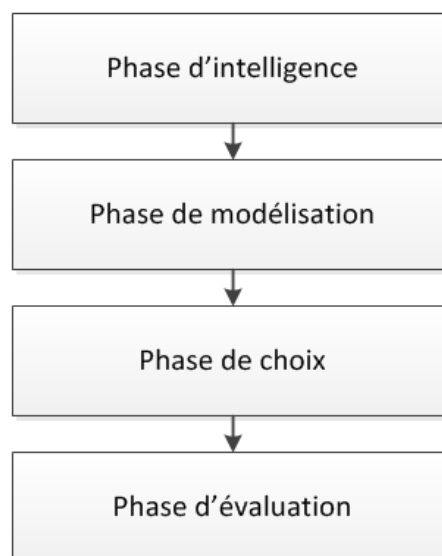 Phase d’intelligence
Phase de modélisation
Phase de choix
Phase d’évaluation